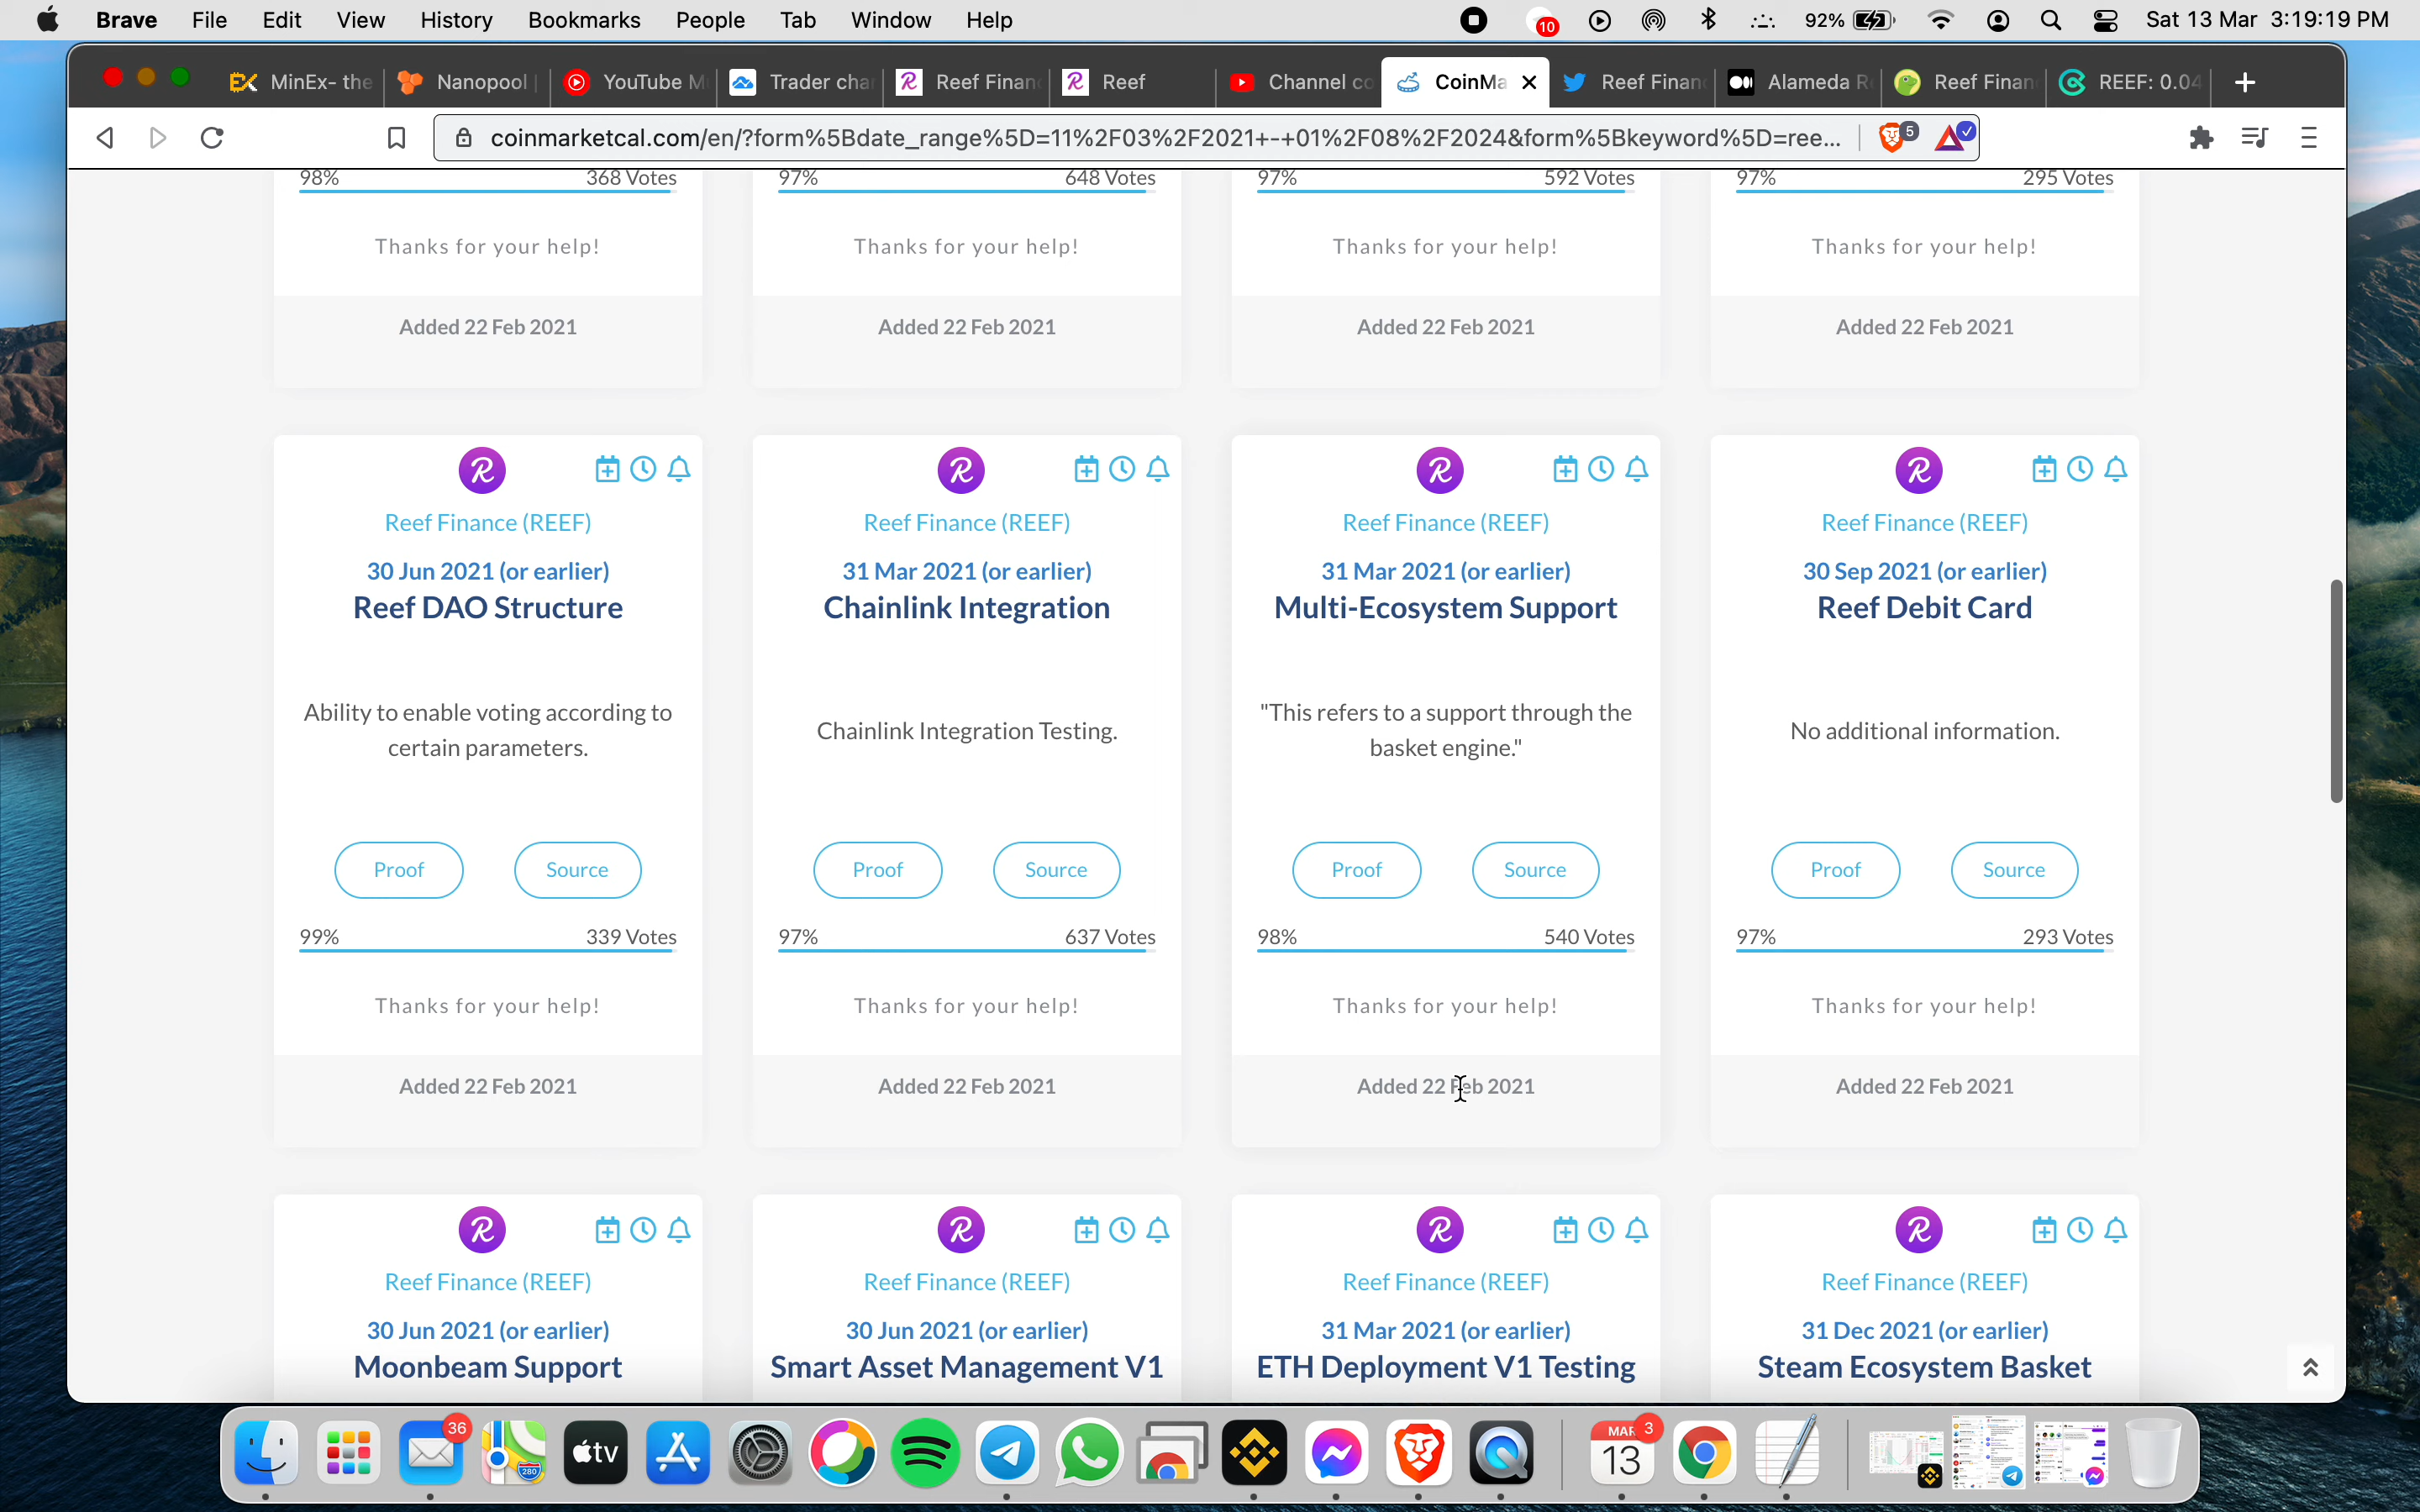 Brave File Edit View History Bookmarks People Tab Window Help 10 92% Sat 13 Mar 3:19:19 PM
MinEx- the Nanopool YouTube M Trader cha Reef Finan Reef Channel co CoinMa Reef Finan Alameda R Reef Finan REEF: 0.04
coinmarketcal.com/en/?form%5Bdate_range%5D=11%2F03%2F2021+-+01%2F08%2F2024&form%5Bkeyword%5D=ree... 5
98% 368 Votes 97% 648 Votes 97% 592 Votes 97% 295 Votes
Thanks for your help! Thanks for your help! Thanks for your help! Thanks for your help!
Added 22 Feb 2021 Added 22 Feb 2021 Added 22 Feb 2021 Added 22 Feb 2021
Reef Finance (REEF) Reef Finance (REEF) Reef Finance (REEF) Reef Finance (REEF)
30 Jun 2021 (or earlier) 31 Mar 2021 (or earlier) 31 Mar 2021 (or earlier) 30 Sep 2021 (or earlier)
Reef DAO Structure Chainlink Integration Multi-Ecosystem Support Reef Debit Card
Ability to enable voting according to certain parameters.
Chainlink Integration Testing.
"This refers to a support through the basket engine."
No additional information.
Proof Source Proof Source Proof Source Proof Source
99% 339 Votes 97% 637 Votes 98% 540 Votes 97% 293 Votes
Thanks for your help! Thanks for your help! Thanks for your help! Thanks for your help!
Added 22 Feb 2021 Added 22 Feb 2021 Added 22 Feb 2021 Added 22 Feb 2021
Reef Finance (REEF) Reef Finance (REEF) Reef Finance (REEF) Reef Finance (REEF)
30 Jun 2021 (or earlier) 30 Jun 2021 (or earlier) 31 Mar 2021 (or earlier) 31 Dec 2021 (or earlier)
Moonbeam Support Smart Asset Management V1 ETH Deployment V1 Testing Steam Ecosystem Basket
36 280 tv MAR 3
13